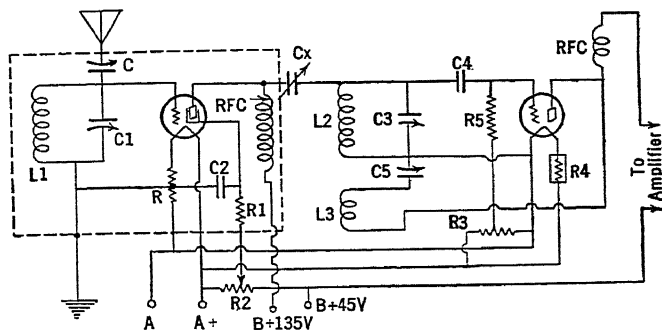 C
Cx
C4
RFC
RFC
L1
C1
C2
R
R1
L2
C3
R5
C5
R4
L3
R3
To
Amplifier
A
A+
R2
B+135V
B+45V